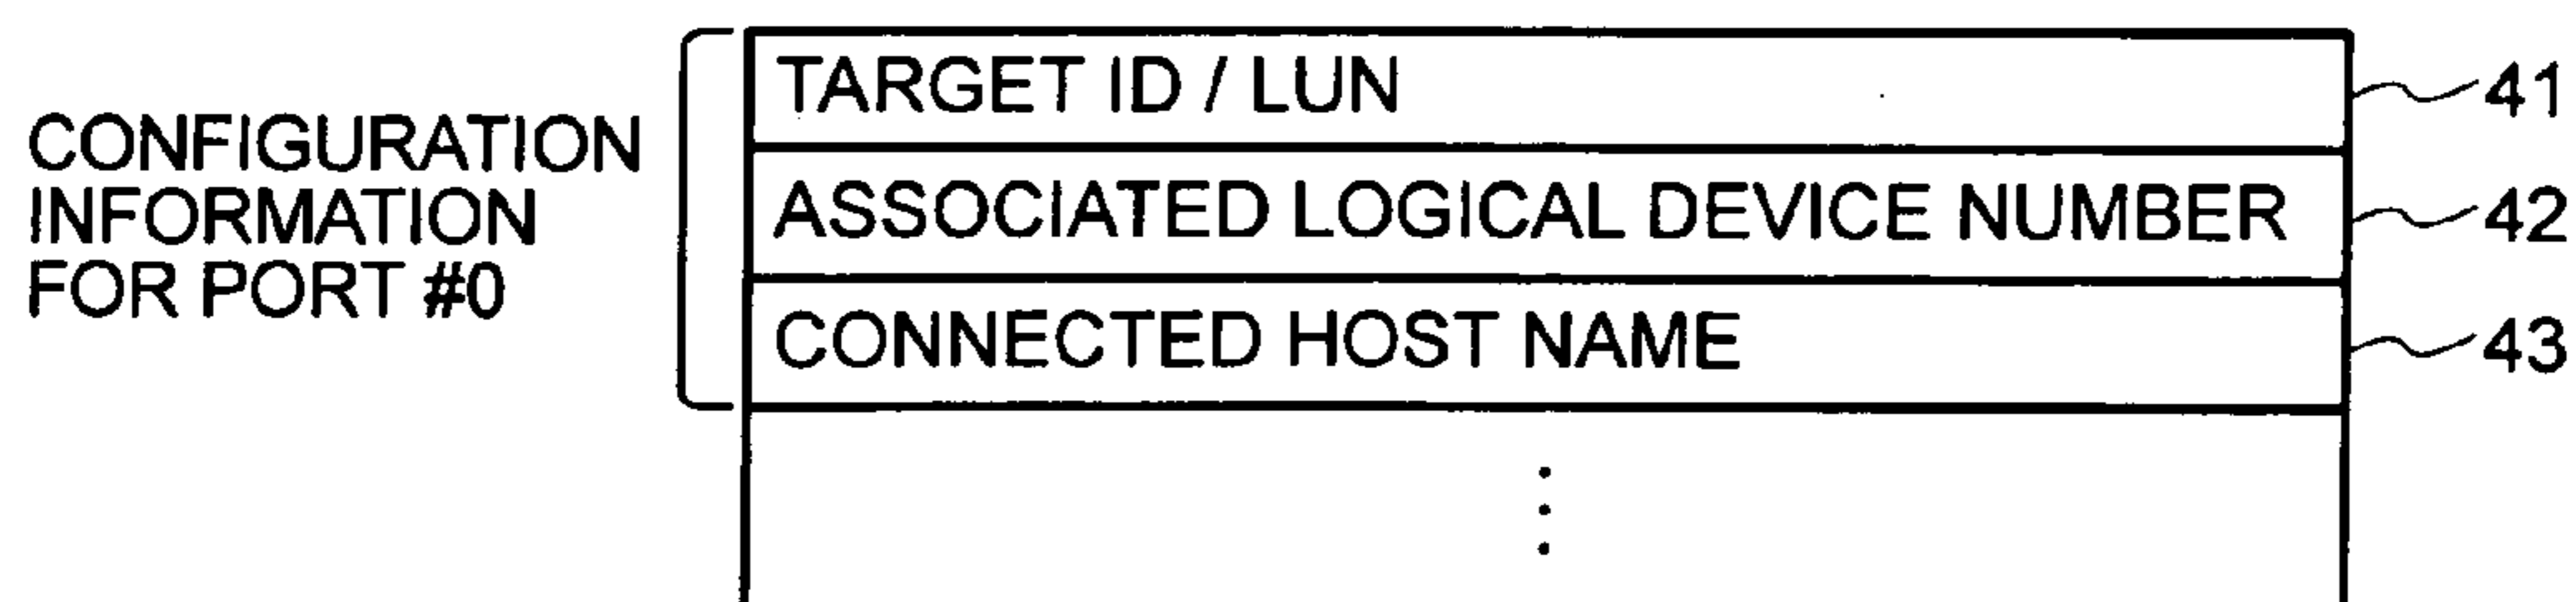 CONFIGURATION
INFORMATION
FOR PORT #0
TARGET ID / LUN
41
ASSOCIATED LOGICAL DEVICE NUMBER
42
CONNECTED HOST NAME
43